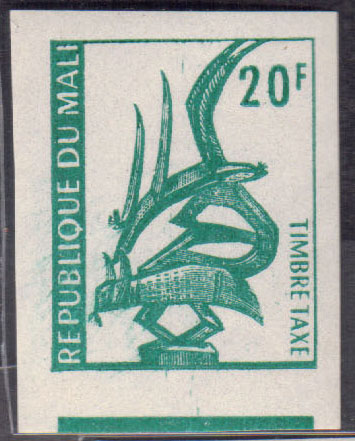 REPUBLIQUE DU MALI
20F
TIMBRE TAXE